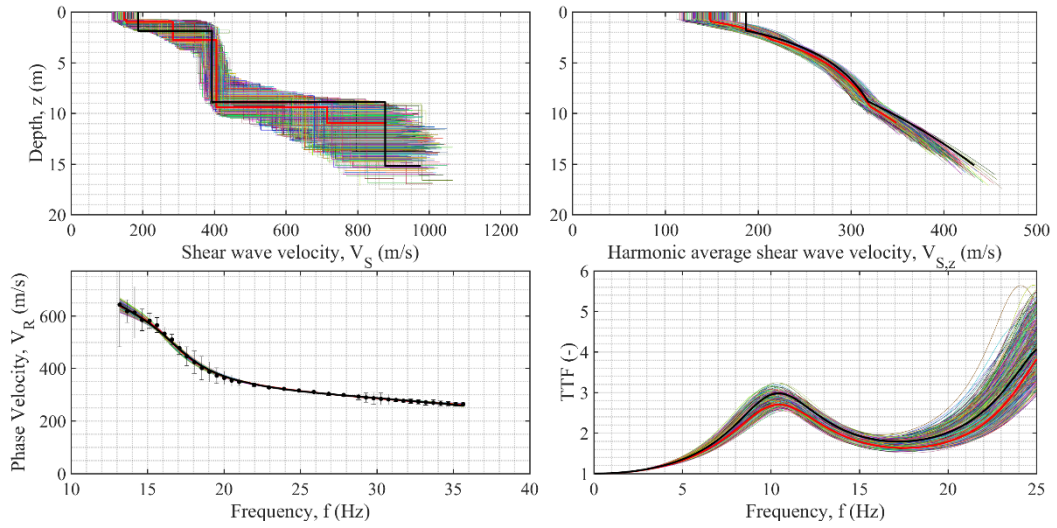 0
5
10
15
20
Depth, z (m)
0 200 400 600 800 1000 1200
Shear wave velocity, V_S (m/s)
0
5
10
15
20
0 100 200 300 400 500
Harmonic average shear wave velocity, V_S,z (m/s)
600
400
200
0
Phase Velocity, V_R (m/s)
10 15 20 25 30 35 40
Frequency, f (Hz)
6
5
4
3
2
1
TTF (-)
0 5 10 15 20 25
Frequency, f (Hz)